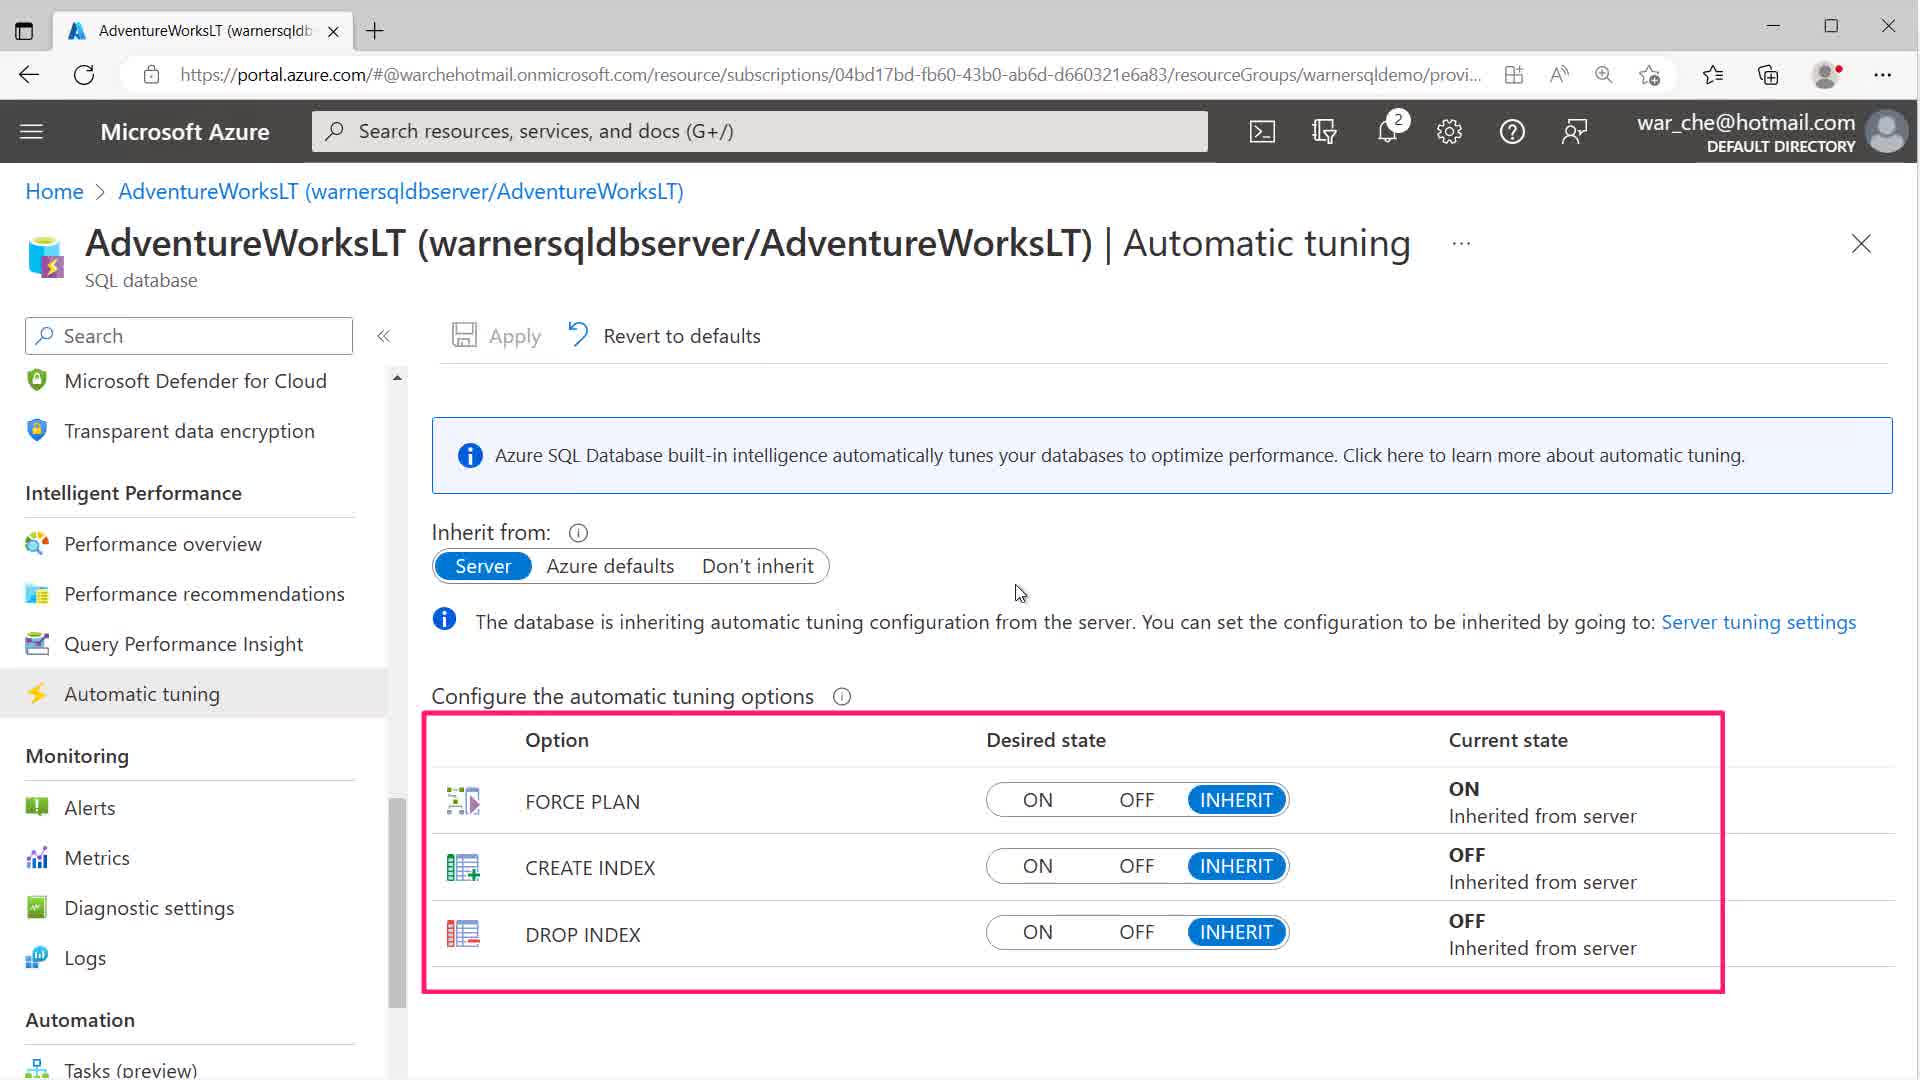 AdventureWorksLT (warnersqldb
https://portal.azure.com/#@warchehotmail.onmicrosoft.com/resource/subscriptions/04bd17bd-fb60-43b0-ab6d-d660321e6a83/resourceGroups/warnersqldemo/provi...
Microsoft Azure
Search resources, services, and docs (G+/)
2
war_che@hotmail.com
DEFAULT DIRECTORY
Home > AdventureWorksLT (warnersqldbserver/AdventureWorksLT)
AdventureWorksLT (warnersqldbserver/AdventureWorksLT) | Automatic tuning ...
SQL database
Search
Microsoft Defender for Cloud
Transparent data encryption
Intelligent Performance
Performance overview
Performance recommendations
Query Performance Insight
Automatic tuning
Monitoring
Alerts
Metrics
Diagnostic settings
Logs
Automation
Tasks (preview)
Apply
Revert to defaults
Azure SQL Database built-in intelligence automatically tunes your databases to optimize performance. Click here to learn more about automatic tuning.
Inherit from:
Server Azure defaults Don't inherit
The database is inheriting automatic tuning configuration from the server. You can set the configuration to be inherited by going to: Server tuning settings
Configure the automatic tuning options
Option Desired state Current state
FORCE PLAN ON OFF INHERIT ON
Inherited from server
CREATE INDEX ON OFF INHERIT OFF
Inherited from server
DROP INDEX ON OFF INHERIT OFF
Inherited from server